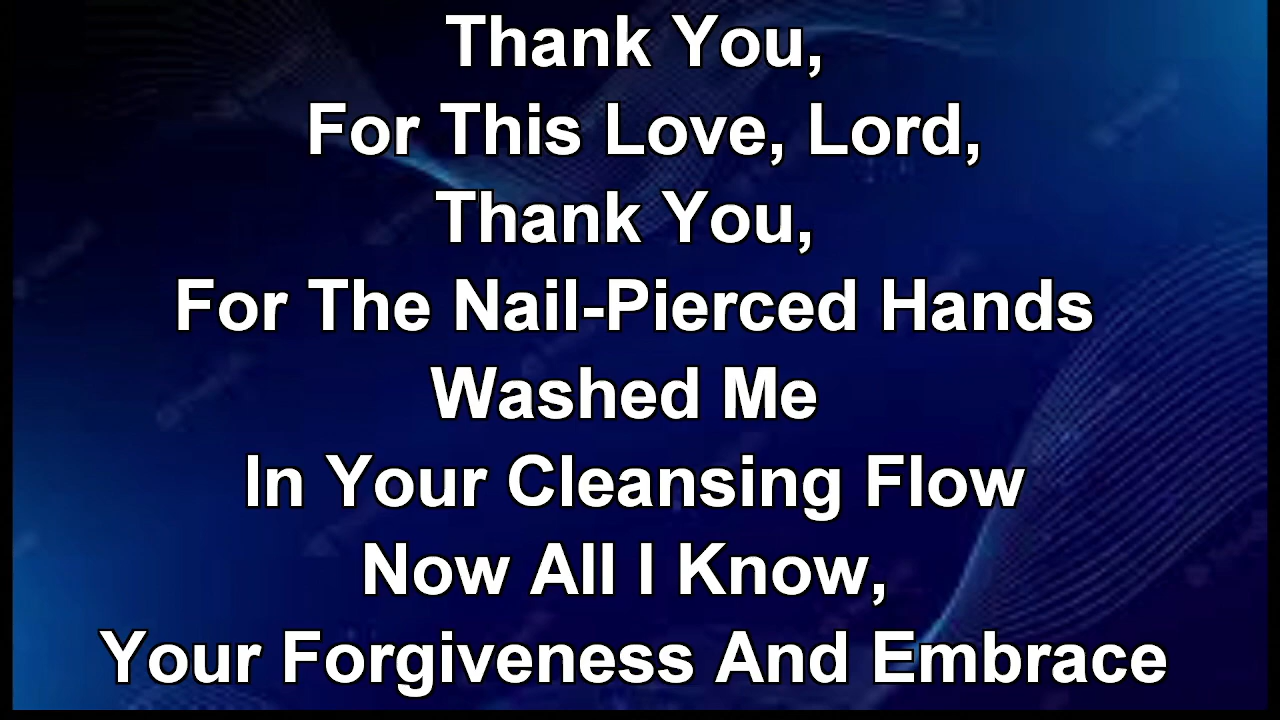 Thank You,
For This Love, Lord,
Thank You,
For The Nail-Pierced Hands
Washed Me
In Your Cleansing Flow
Now All I Know,
Your Forgiveness And Embrace